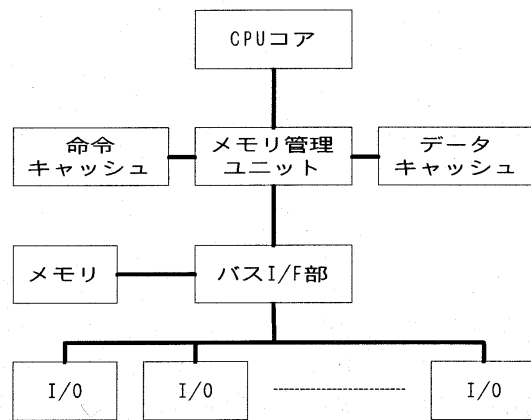 CPUコア
命令
キャッシュ
メモリ管理
ユニット
データ
キャッシュ
メモリ
バスI/F部
I/O
I/O
I/O